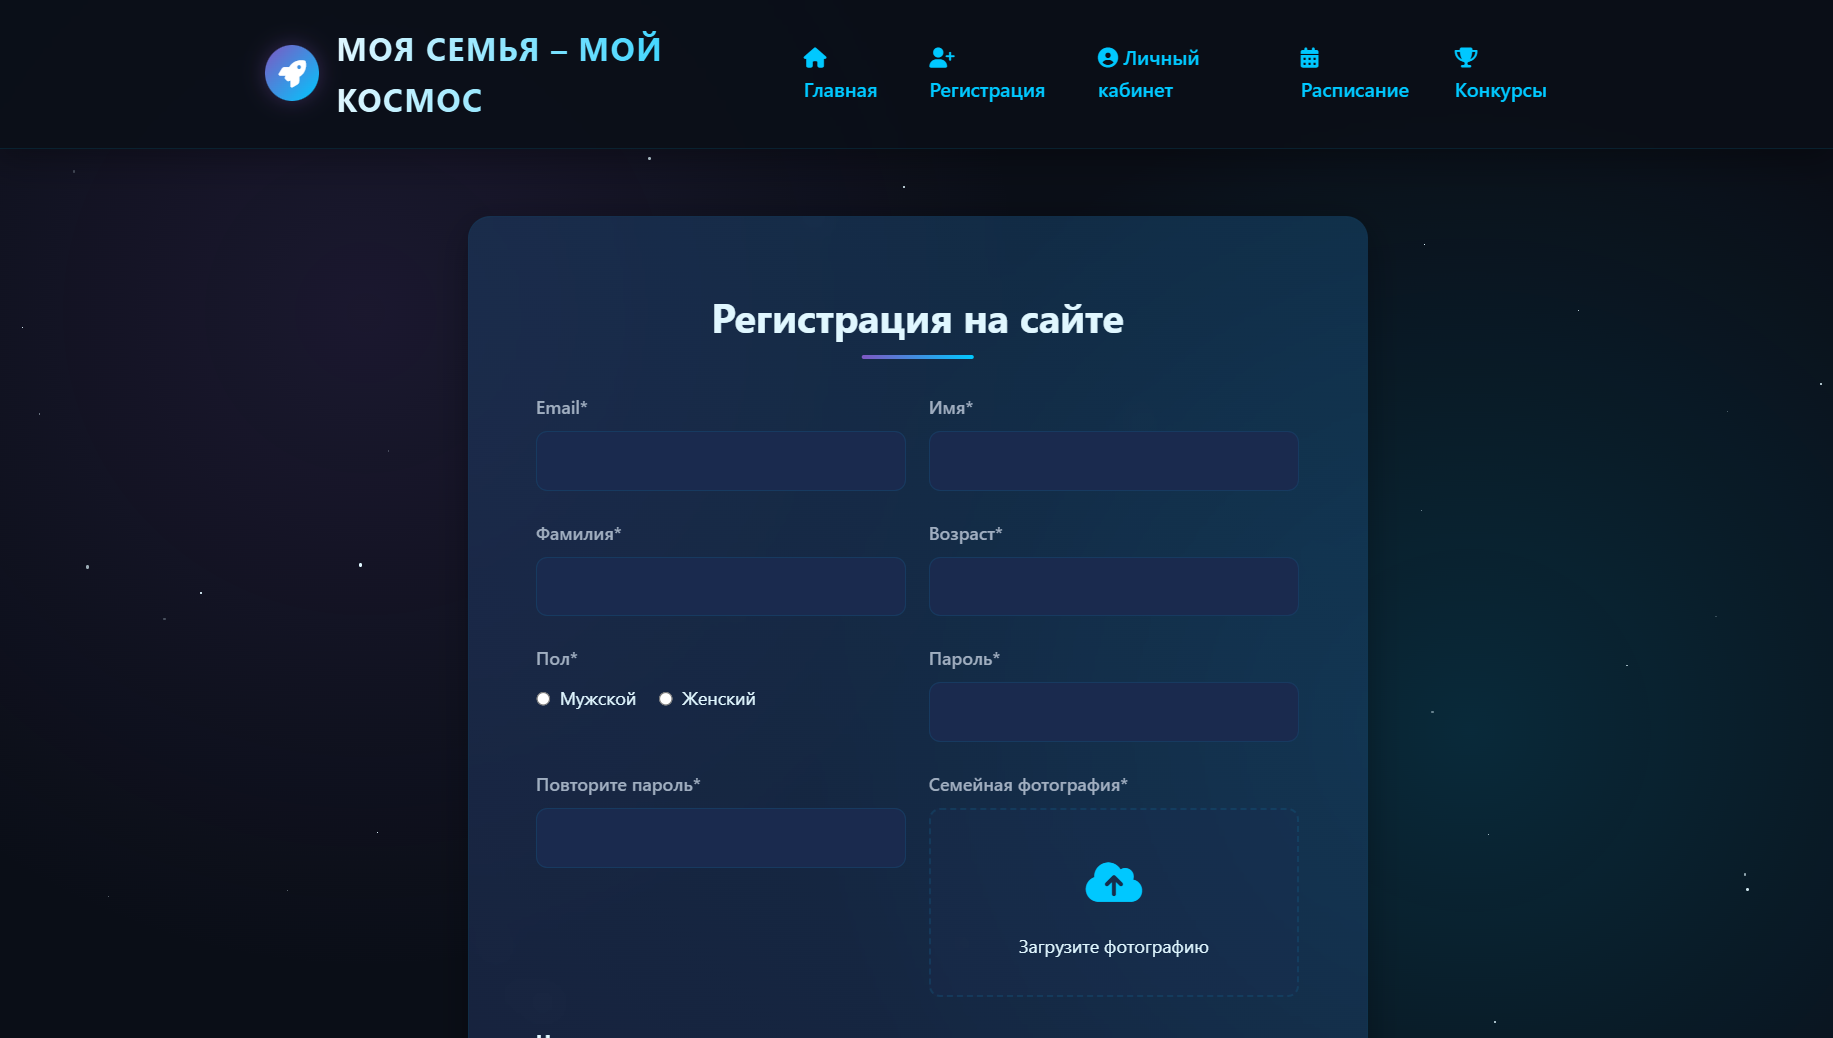 МОЯ СЕМЬЯ – МОЙ
КОСМОС
Главная
Регистрация
Личный
кабинет
Расписание
Конкурсы
Регистрация на сайте
Email*
Имя*
Фамилия*
Возраст*
Пол*
Мужской
Женский
Пароль*
Повторите пароль*
Семейная фотография*
Загрузите фотографию